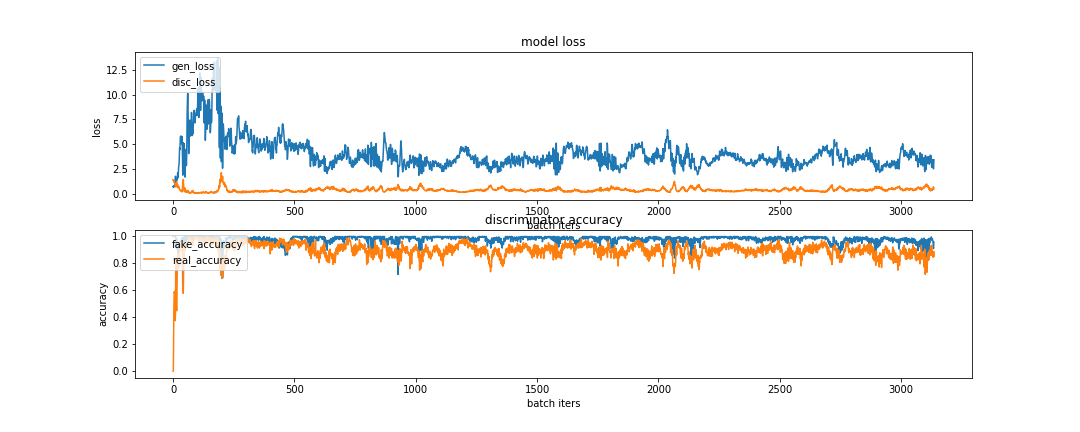 model loss
gen_loss
disc_loss
12.5
10.0
7.5
5.0
2.5
0.0
loss
0 500 1000 1500 2000 2500 3000
batch iters
discriminator accuracy
fake_accuracy
real_accuracy
1.0
0.8
0.6
0.4
0.2
0.0
accuracy
0 500 1000 1500 2000 2500 3000
batch iters